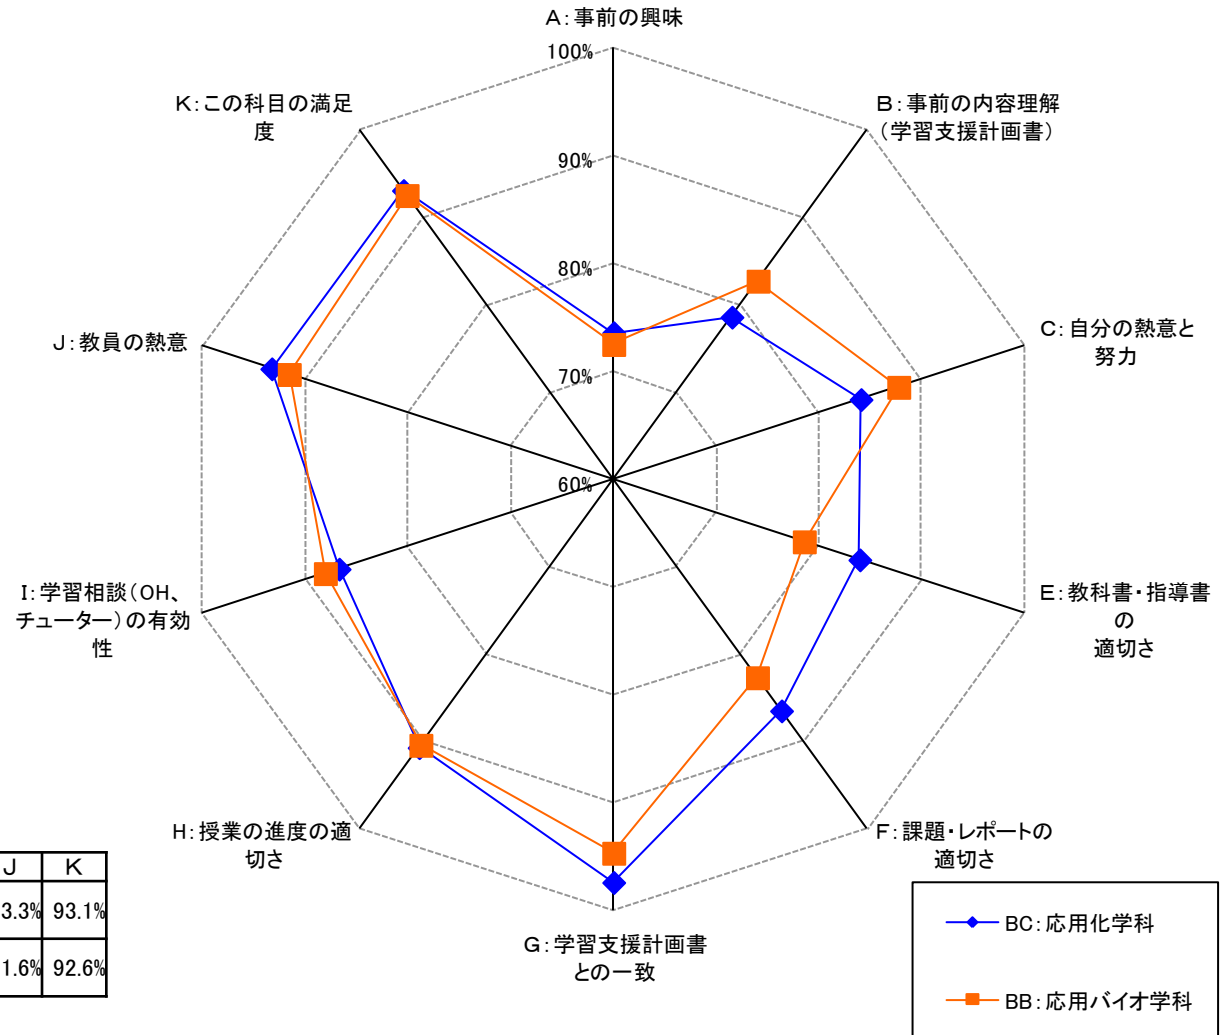 A:事前の興味
100%
K:この科目の満足
度
B:事前の内容理解
(学習支援計画書)
90%
80%
C:自分の熱意と
努力
J:教員の熱意
70%
60%
I:学習相談(OH、
チューター)の有効
性
E:教科書・指導書
の
適切さ
H:授業の進度の適
切さ
F:課題・レポートの
適切さ
J K
3.3% 93.1%
1.6% 92.6%
G:学習支援計画書
との一致
BC:応用化学科
BB:応用バイオ学科